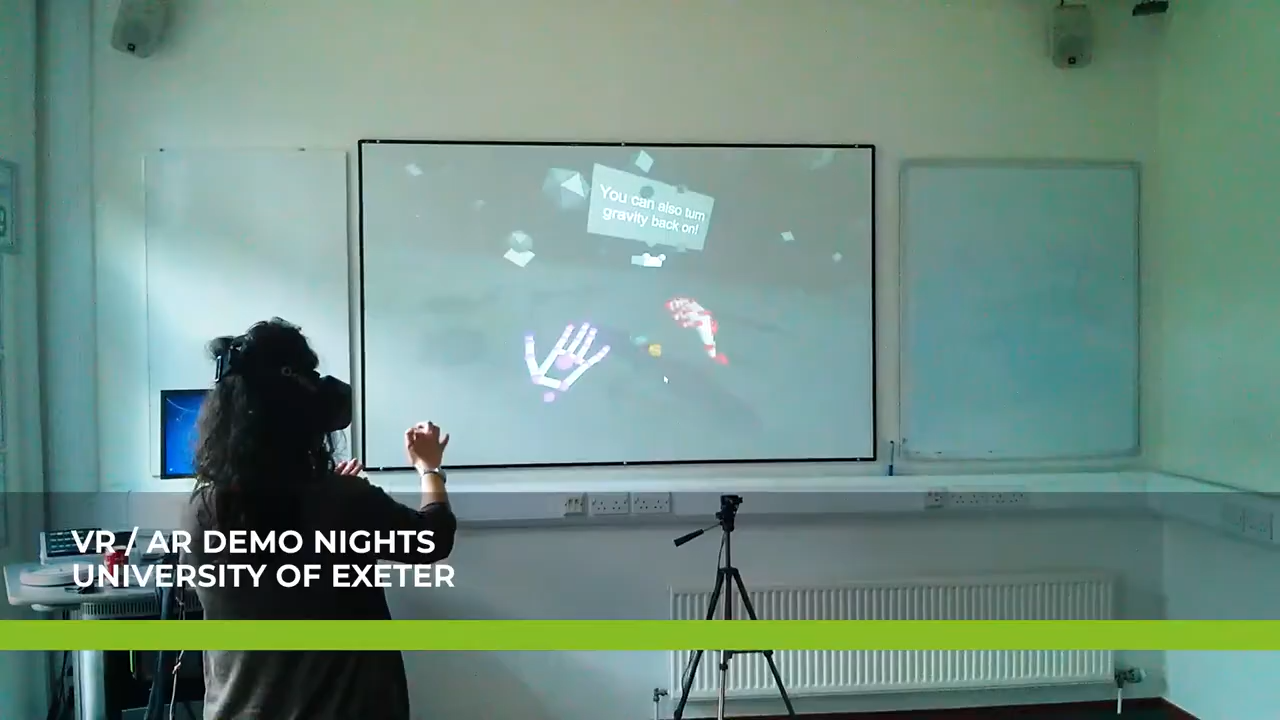 You can also turn
gravity back on!
VR / AR DEMO NIGHTS
UNIVERSITY OF EXETER